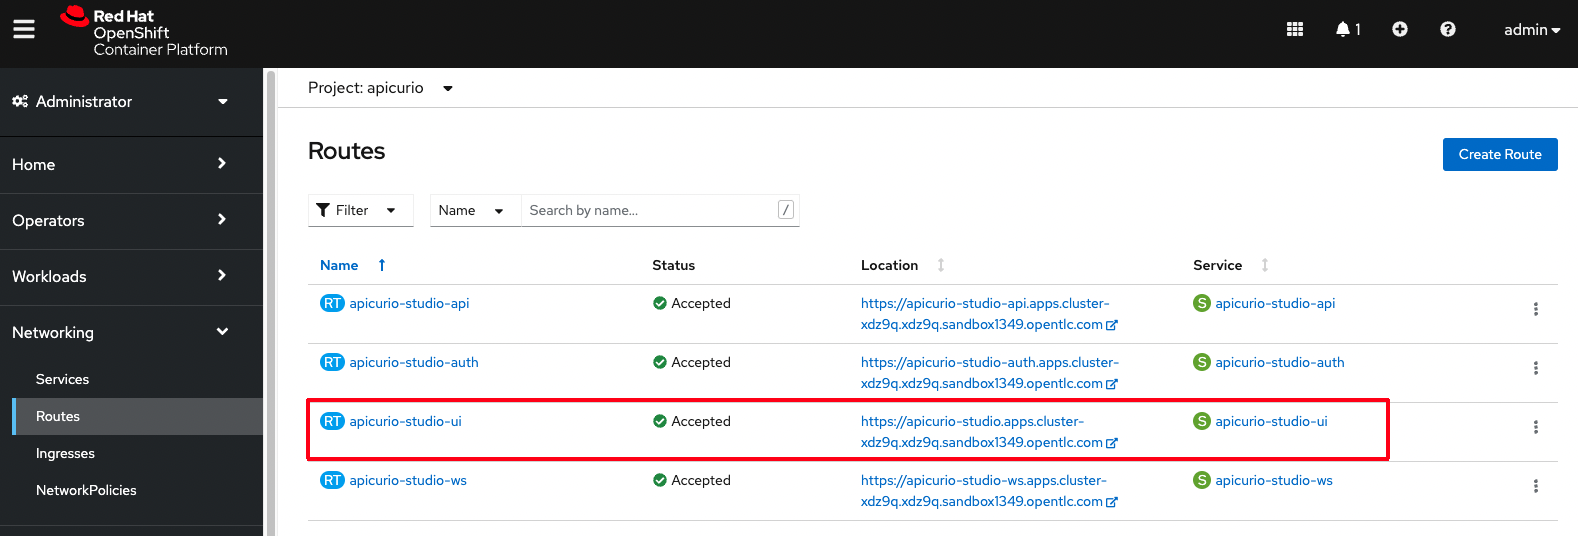 Red Hat
OpenShift
Container Platform
1
admin
Administrator
Home
Operators
Workloads
Networking
Services
Routes
Ingresses
NetworkPolicies
Project: apicurio
Routes
Create Route
Filter
Name
Search by name...
/
Name Status Location Service
RT apicurio-studio-api Accepted https://apicurio-studio-api.apps.cluster- S apicurio-studio-api
xdz9q.xdz9q.sandbox1349.opentlc.com
RT apicurio-studio-auth Accepted https://apicurio-studio-auth.apps.cluster- S apicurio-studio-auth
xdz9q.xdz9q.sandbox1349.opentlc.com
RT apicurio-studio-ui Accepted https://apicurio-studio.apps.cluster- S apicurio-studio-ui
xdz9q.xdz9q.sandbox1349.opentlc.com
RT apicurio-studio-ws Accepted https://apicurio-studio-ws.apps.cluster- S apicurio-studio-ws
xdz9q.xdz9q.sandbox1349.opentlc.com